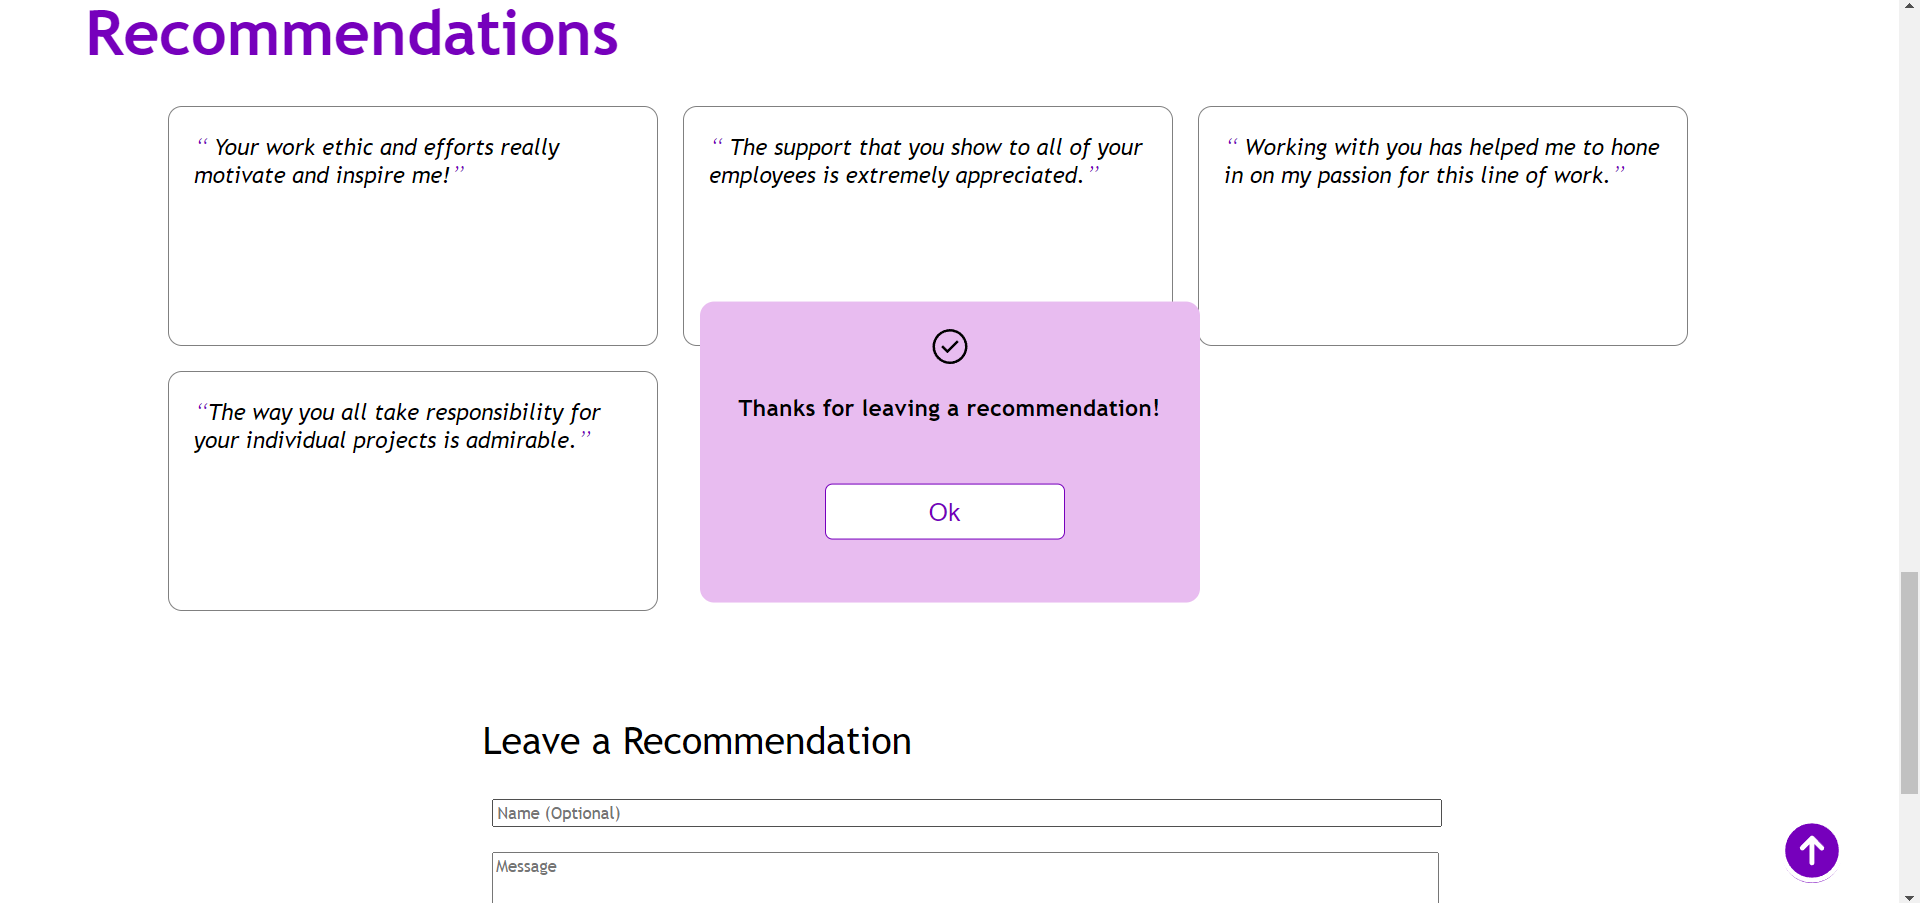 Recommendations
“ Your work ethic and efforts really
motivate and inspire me!”
“ The support that you show to all of your
employees is extremely appreciated.”
“ Working with you has helped me to hone
in on my passion for this line of work.”
“The way you all take responsibility for
your individual projects is admirable.”
Thanks for leaving a recommendation!
Ok
Leave a Recommendation
Name (Optional)
Message